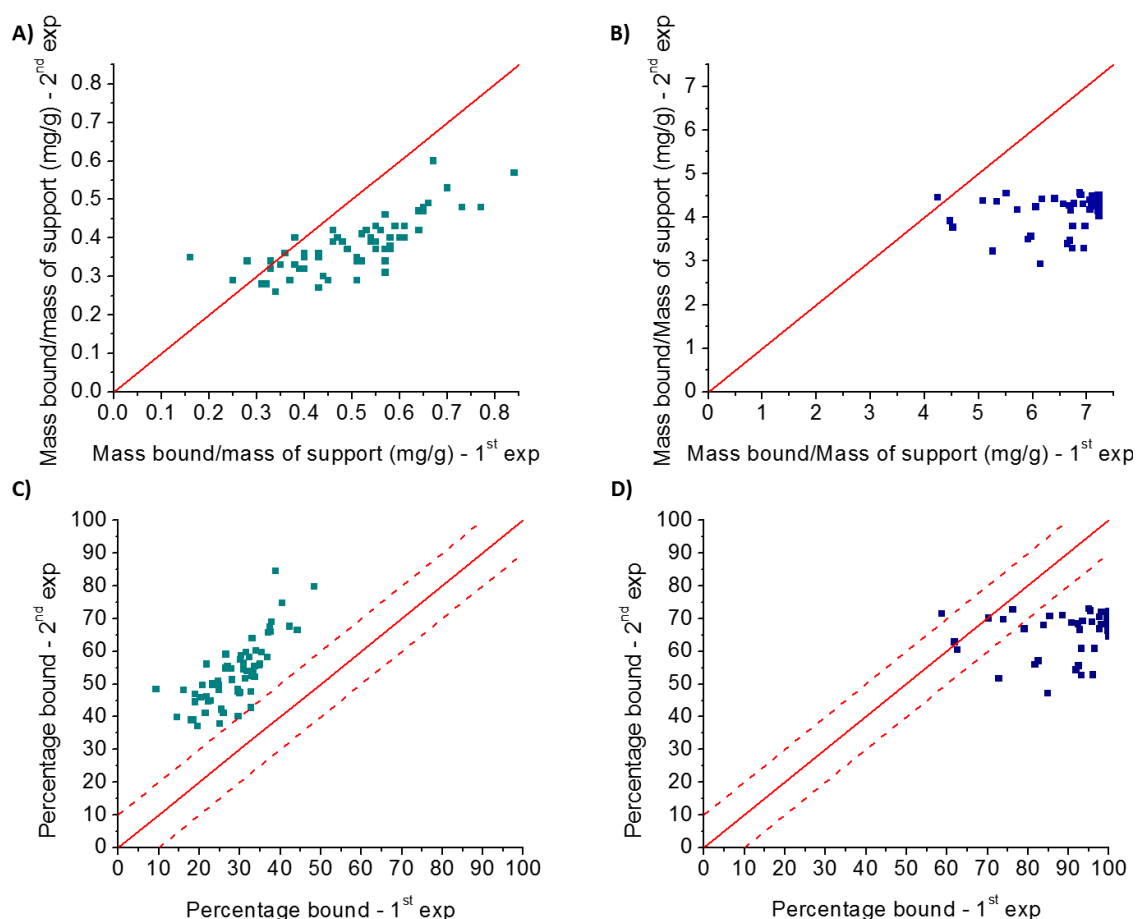 A)
Mass bound/mass of support (mg/g) - 2nd exp
0.8
0.7
0.6
0.5
0.4
0.3
0.2
0.1
0.0
0.0 0.1 0.2 0.3 0.4 0.5 0.6 0.7 0.8
Mass bound/mass of support (mg/g) - 1st exp
B)
Mass bound/Mass of support (mg/g) - 2nd exp
7
6
5
4
3
2
1
0
0 1 2 3 4 5 6 7
Mass bound/Mass of support (mg/g) - 1st exp
C)
Percentage bound - 2nd exp
100
90
80
70
60
50
40
30
20
10
0
0 10 20 30 40 50 60 70 80 90 100
Percentage bound - 1st exp
D)
Percentage bound - 2nd exp
100
90
80
70
60
50
40
30
20
10
0
0 10 20 30 40 50 60 70 80 90 100
Percentage bound - 1st exp